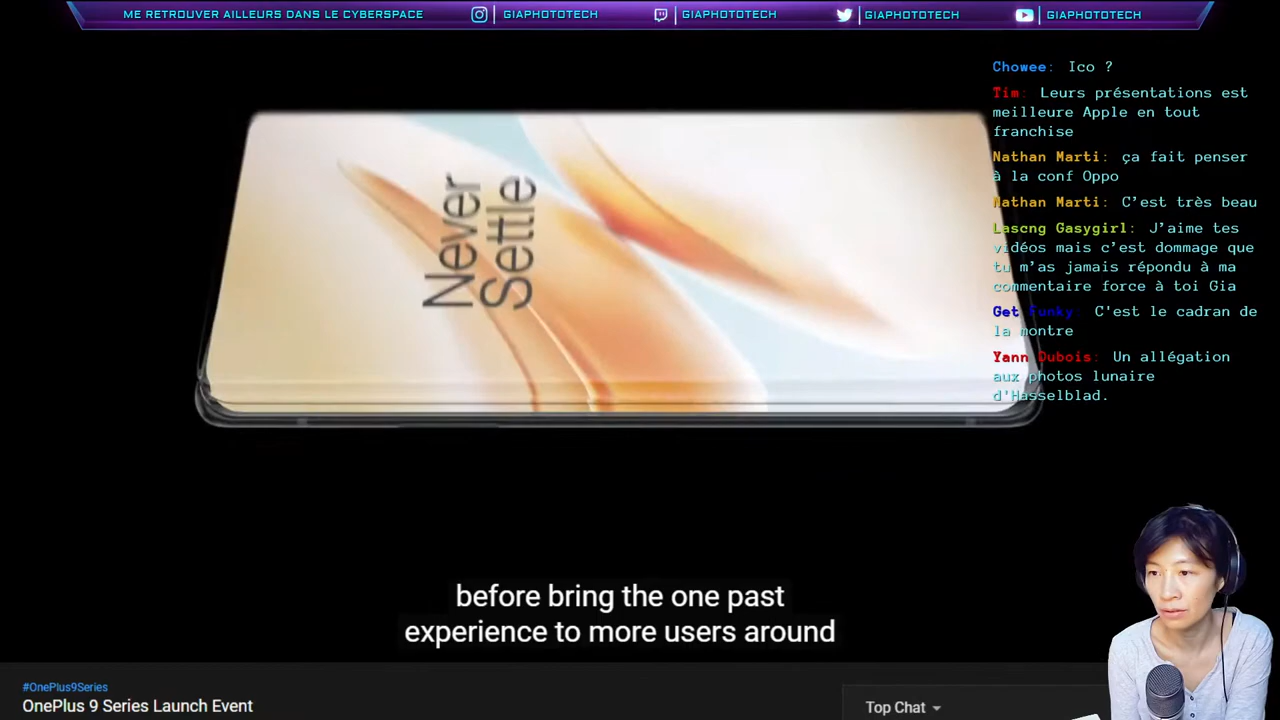 ME RETROUVER AILLEURS DANS LE CYBERSPACE
GIAPHOTOTECH
GIAPHOTOTECH
GIAPHOTOTECH
GIAPHOTOTECH
Chowee: Ico ?
Tim: Leurs présentations est
meilleure Apple en tout
franchise
Nathan Marti: ça fait penser
à la conf Oppo
Nathan Marti: C’est très beau
Lascng Gasygirl: J’aime tes
vidéos mais c’est dommage que
tu m’as jamais répondu à ma
commentaire force à toi Gia
Get Funky: C'est le cadran de
la montre
Yann Dubois: Un allégation
aux photos lunaire
d'Hasselblad.
Never
Settle
before bring the one past
experience to more users around
#OnePlus9Series
OnePlus 9 Series Launch Event
Top Chat